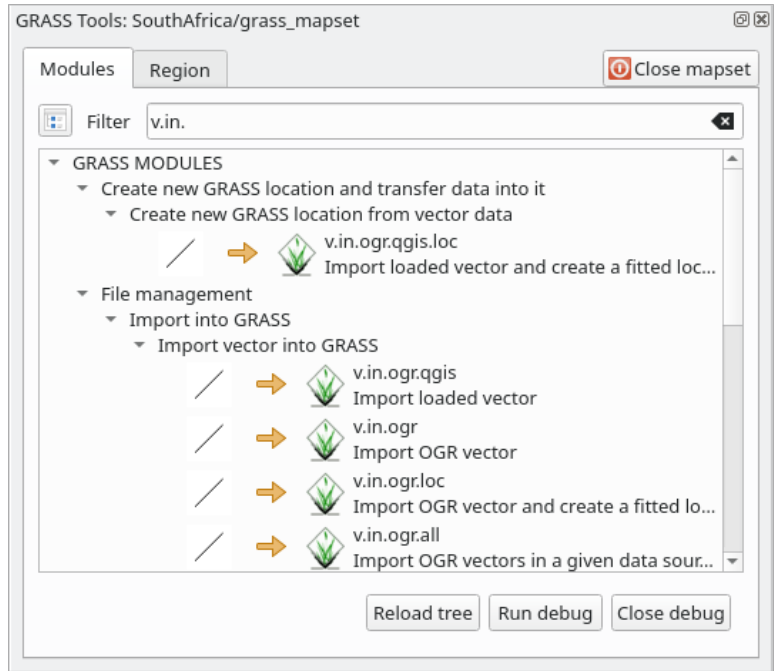 GRASS Tools: SouthAfrica/grass_mapset
Modules
Region
Close mapset
Filter
v.in.
GRASS MODULES
Create new GRASS location and transfer data into it
Create new GRASS location from vector data
v.in.ogr.qgis.loc
Import loaded vector and create a fitted loc...
File management
Import into GRASS
Import vector into GRASS
v.in.ogr.qgis
Import loaded vector
v.in.ogr
Import OGR vector
v.in.ogr.loc
Import OGR vector and create a fitted lo...
v.in.ogr.all
Import OGR vectors in a given data sour...
Reload tree
Run debug
Close debug